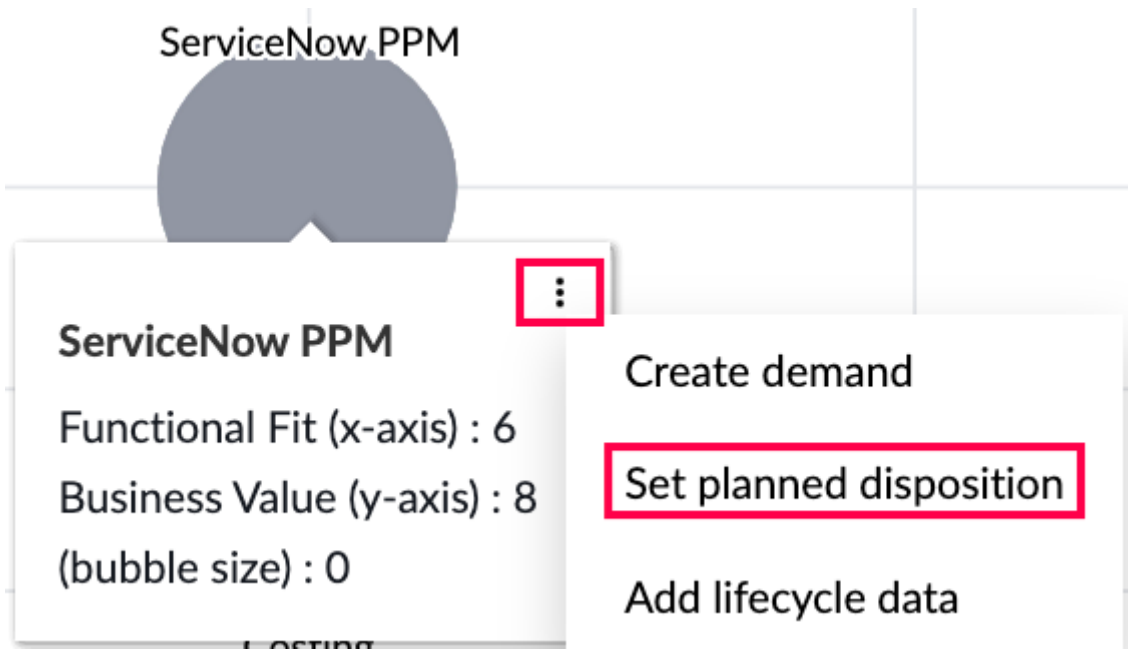 ServiceNow PPM
ServiceNow PPM
Functional Fit (x-axis) : 6
Business Value (y-axis) : 8
(bubble size) : 0
Create demand
Set planned disposition
Add lifecycle data